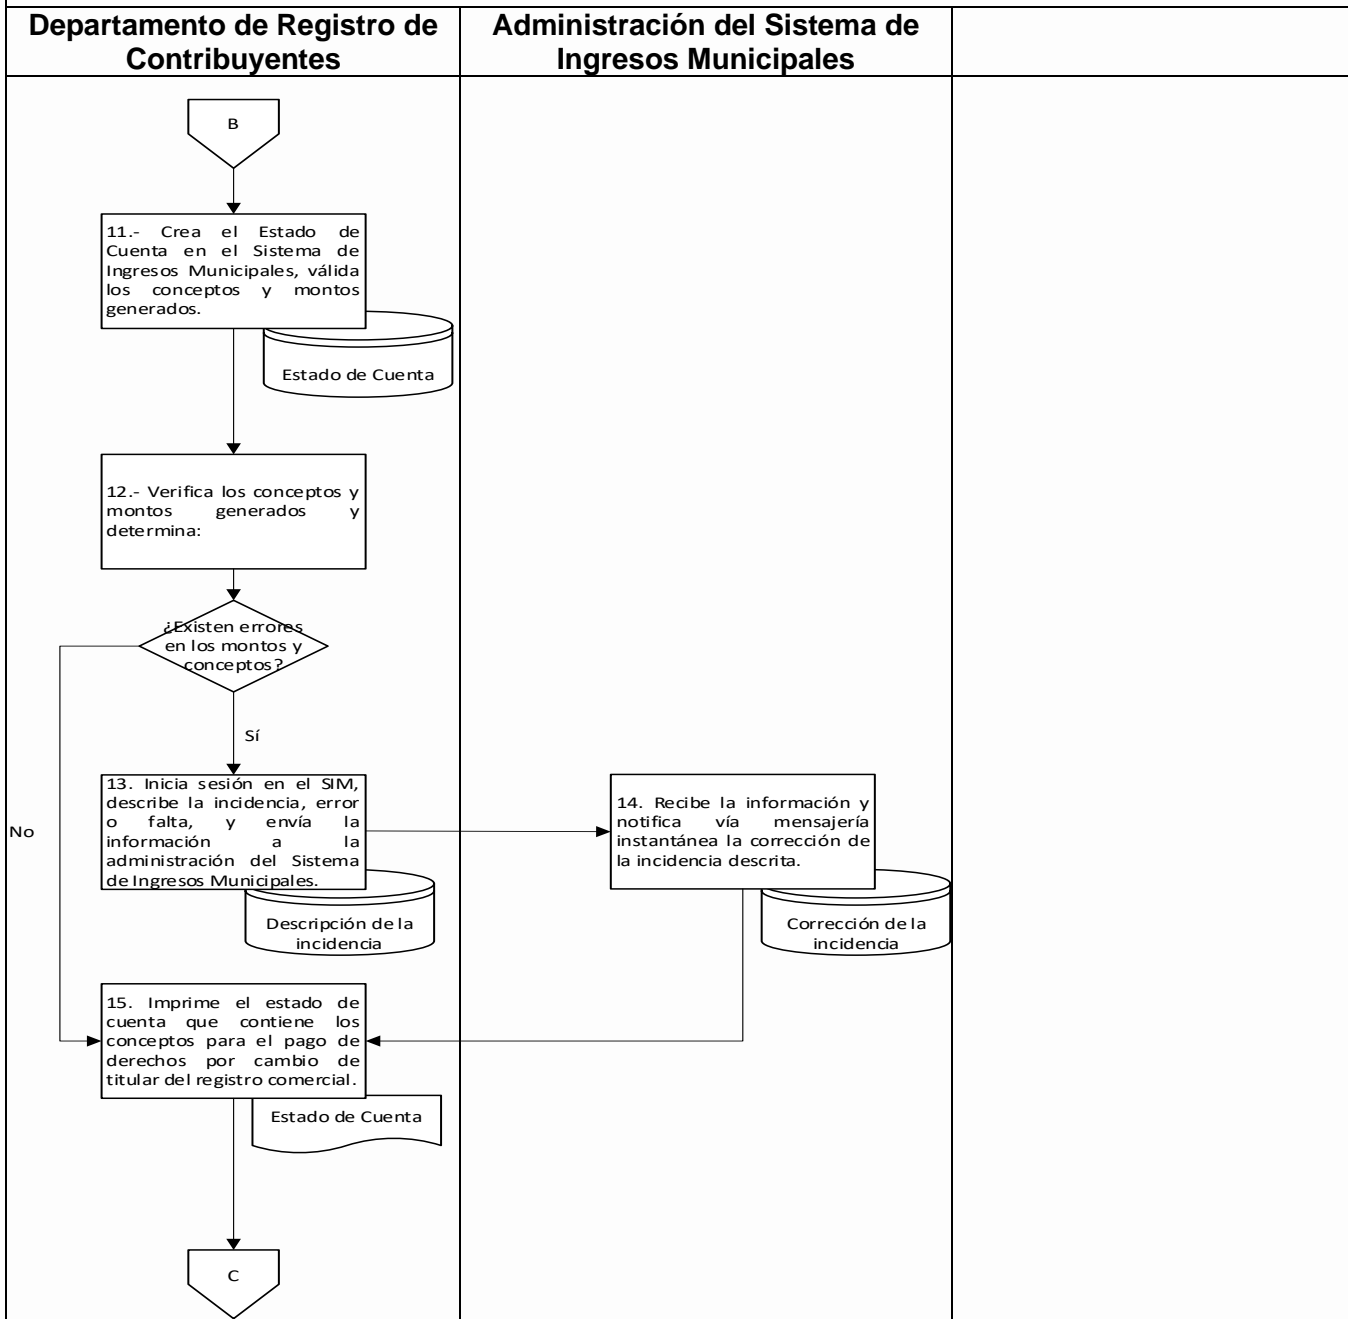 Departamento de Registro de
Contribuyentes
Administración del Sistema de
Ingresos Municipales
B
11.- Crea el Estado de
Cuenta en el Sistema de
Ingresos Municipales, válida
los conceptos y montos
generados.
Estado de Cuenta
12.- Verifica los conceptos y
montos generados y
determina:
¿Existen errores
en los montos y
conceptos?
Sí
No
13. Inicia sesión en el SIM,
describe la incidencia, error
o falta, y envía la
información a la
administración del Sistema
de Ingresos Municipales.
Descripción de la
incidencia
14. Recibe la información y
notifica vía mensajería
instantánea la corrección de
la incidencia descrita.
Corrección de la
incidencia
15. Imprime el estado de
cuenta que contiene los
conceptos para el pago de
derechos por cambio de
titular del registro comercial.
Estado de Cuenta
C